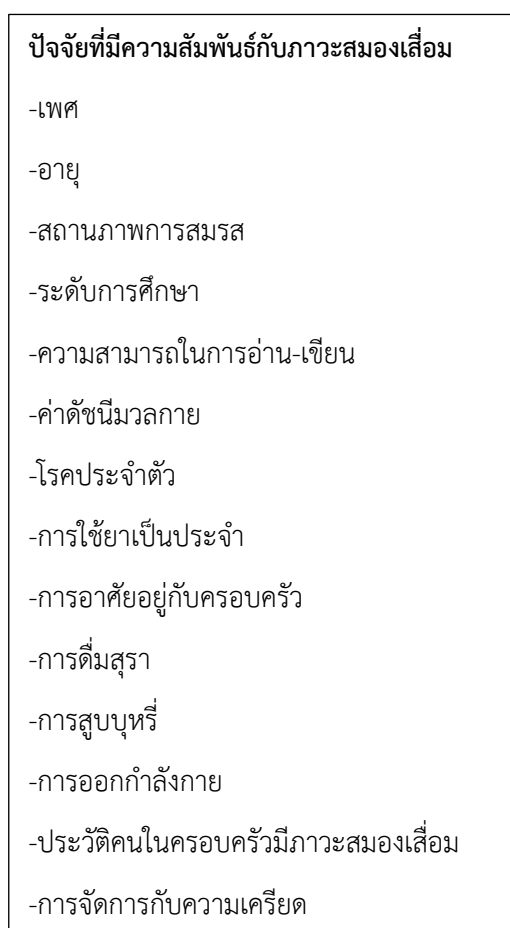 ปัจจัยที่มีความสัมพันธ์กับภาวะสมองเสื่อม
-เพศ
-อายุ
-สถานภาพการสมรส
-ระดับการศึกษา
-ความสามารถในการอ่าน-เขียน
-ค่าดัชนีมวลกาย
-โรคประจำตัว
-การใช้ยาเป็นประจำ
-การอาศัยอยู่กับครอบครัว
-การดื่มสุรา
-การสูบบุหรี่
-การออกกำลังกาย
-ประวัติคนในครอบครัวมีภาวะสมองเสื่อม
-การจัดการกับความเครียด